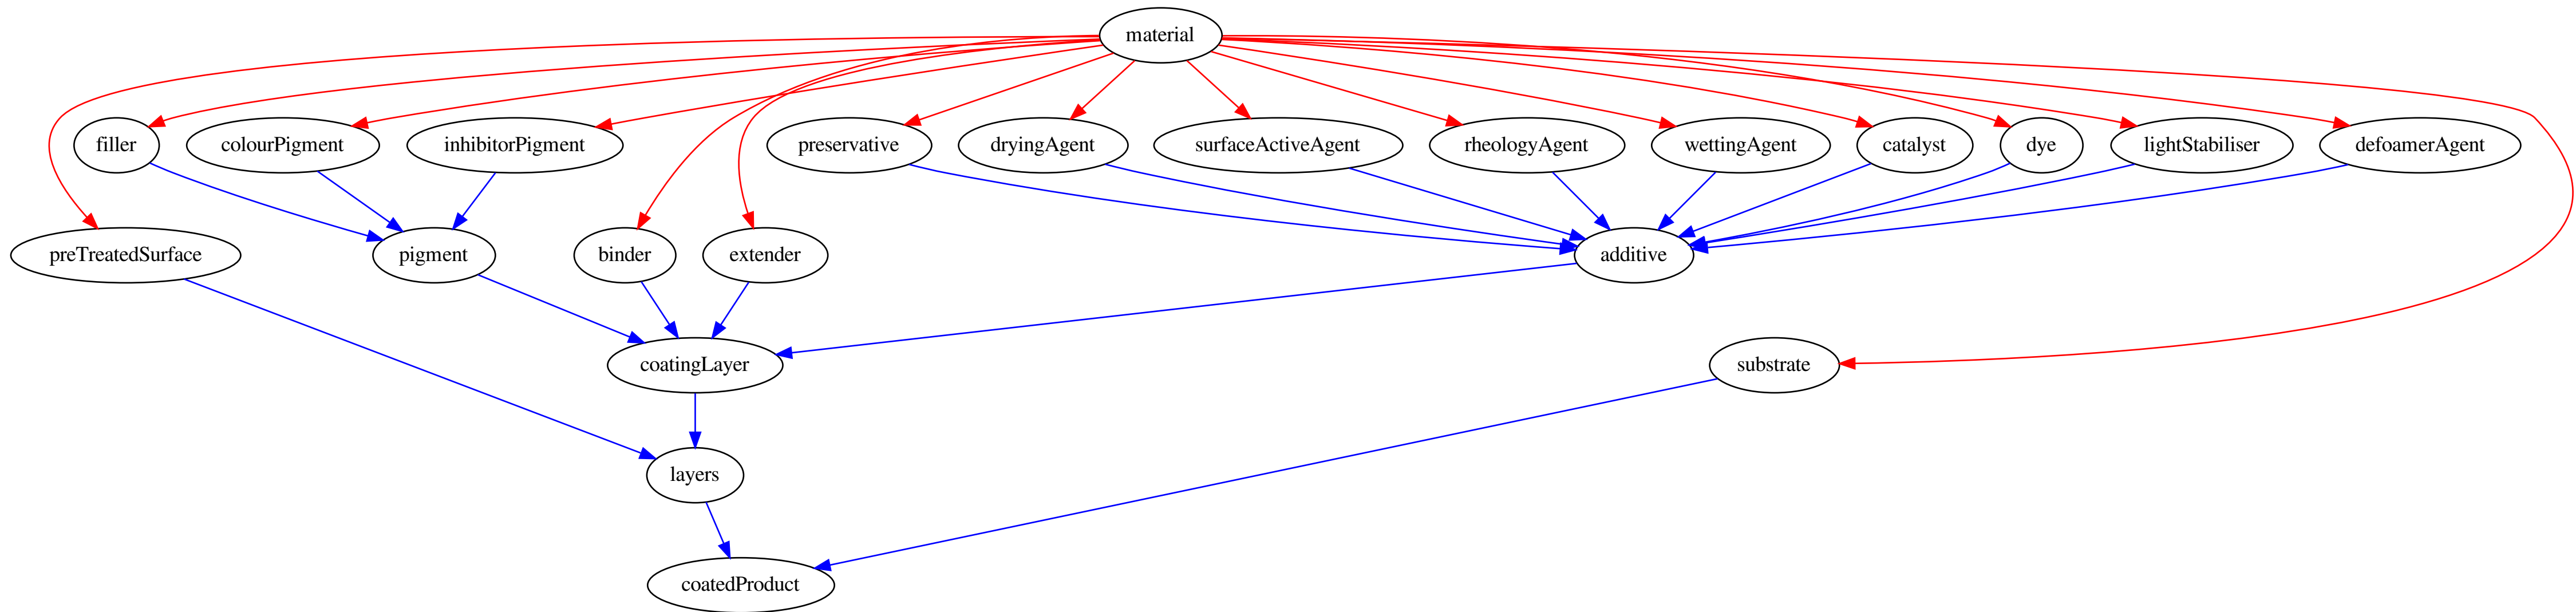 material
filler
colourPigment
inhibitorPigment
preservative
dryingAgent
surfaceActiveAgent
rheologyAgent
wettingAgent
catalyst
dye
lightStabiliser
defoamerAgent
preTreatedSurface
pigment
binder
extender
additive
coatingLayer
substrate
layers
coatedProduct